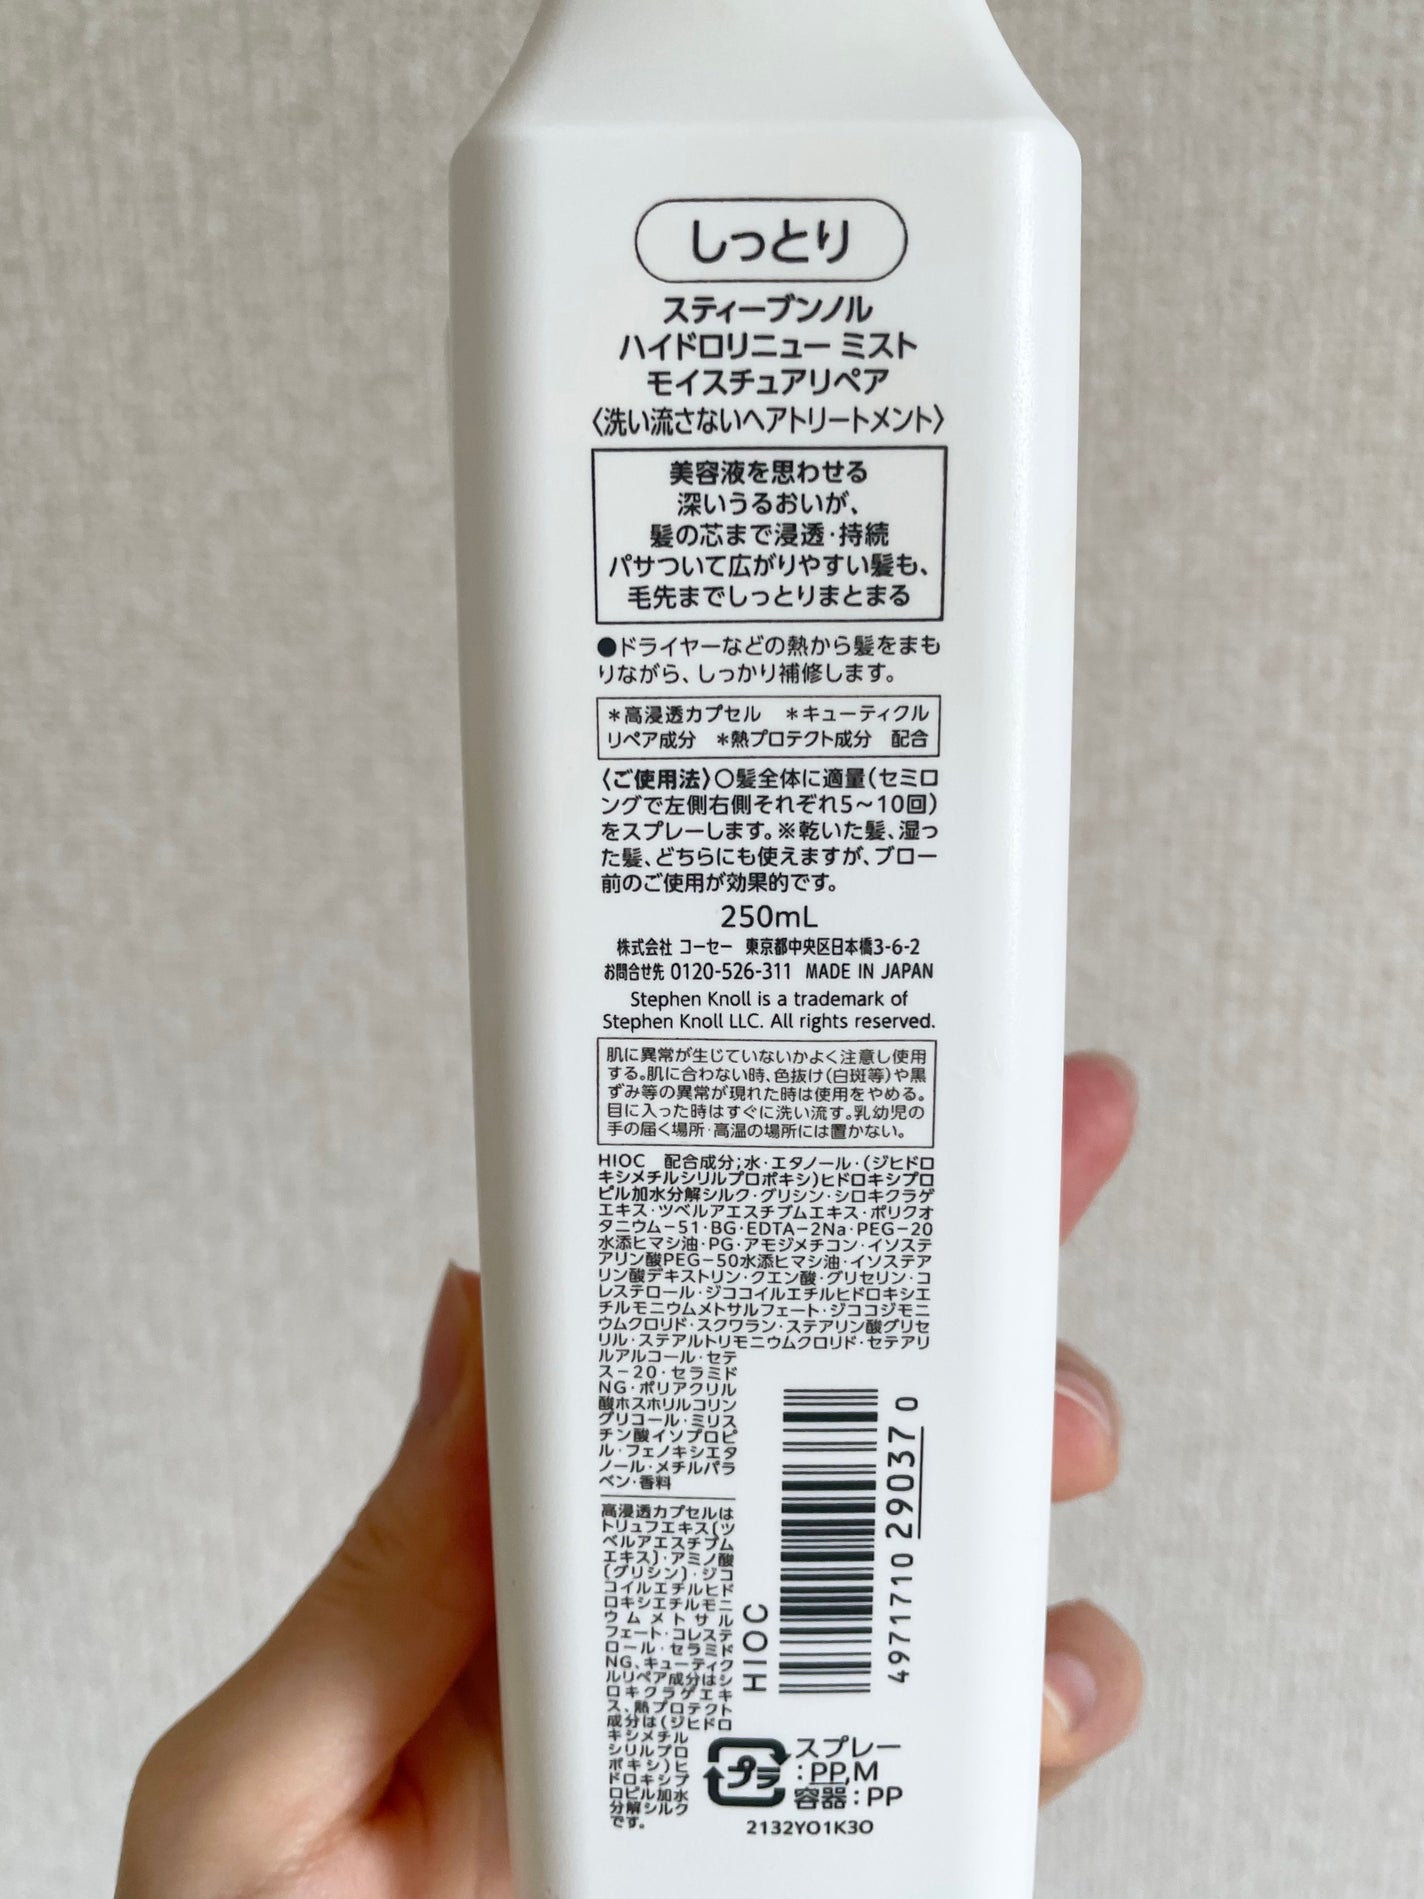 しっとり
スティーブンノル
ハイドロリニュー ミスト
モイスチュアリペア
〈洗い流さないヘアトリートメント〉
美容液を思わせる
深いうるおいが、
髪の芯まで浸透・持続
パサついて広がりやすい髪も、
毛先までしっとりまとまる
●ドライヤーなどの熱から髪をまも
りながら、しっかり補修します。
＊高浸透カプセル ＊キューティクル
リペア成分 ＊熱プロテクト成分 配合
〈ご使用法〉○髪全体に適量(セミロ
ングで左側右側それぞれ5〜10回)
をスプレーします。※乾いた髪、湿っ
た髪、どちらにも使えますが、ブロー
前のご使用が効果的です。
250mL
株式会社 コーセー 東京都中央区日本橋3-6-2
お問合せ先 0120-526-311 MADE IN JAPAN
Stephen Knoll is a trademark of
Stephen Knoll LLC. All rights reserved.
肌に異常が生じていないかよく注意し使用
する。肌に合わない時、色抜け(白斑等)や黒
ずみ等の異常が現れた時は使用をやめる。
目に入った時はすぐに洗い流す。乳幼児の
手の届く場所・高温の場所には置かない。
HIOC 配合成分;水・エタノール・(ジヒドロ
キシメチルシリルプロポキシ)ヒドロキシプロ
ピル加水分解シルク・グリシン・シロキクラゲ
エキス・ツベルアエスチブムエキス・ポリクオ
タニウム−51・BG・EDTA−2Na・PEG−20
水添ヒマシ油・PG・アモジメチコン・イソステ
アリン酸PEG−50水添ヒマシ油・イソステア
リン酸デキストリン・クエン酸・グリセリン・コ
レステロール・ジココイルエチルヒドロキシエ
チルモニウムメトサルフェート・ジココジモニ
ウムクロリド・スクワラン・ステアリン酸グリセ
リル・ステアルトリモニウムクロリド・セテアリ
ルアルコール・セテ
ス−20・セラミド
NG・ポリアクリル
酸ホスホリルコリン
グリコール・ミリス
チン酸イソプロピ
ル・フェノキシエタ
ノール・メチルパラ
ベン・香料
高浸透カプセルは
トリュフエキス[ツ
ベルアエスチブム
エキス]・アミノ酸
[グリシン]・ジコ
コイルエチルヒド
ロキシエチルモニ
ウムメトサル
フェート・コレステ
ロール・セラミド
NG、キューティク
ルリペア成分はシ
ロキクラゲエキ
ス、熱プロテクト
成分は(ジヒドロ
キシメチル
シリルプロ
ポキシ)ヒ
ドロキシプ
ロピル加水
分解シルク
です。
HIOC
4971710 29037 0
プラ
スプレー
:PP,M
容器:PP
2132YO1K3O